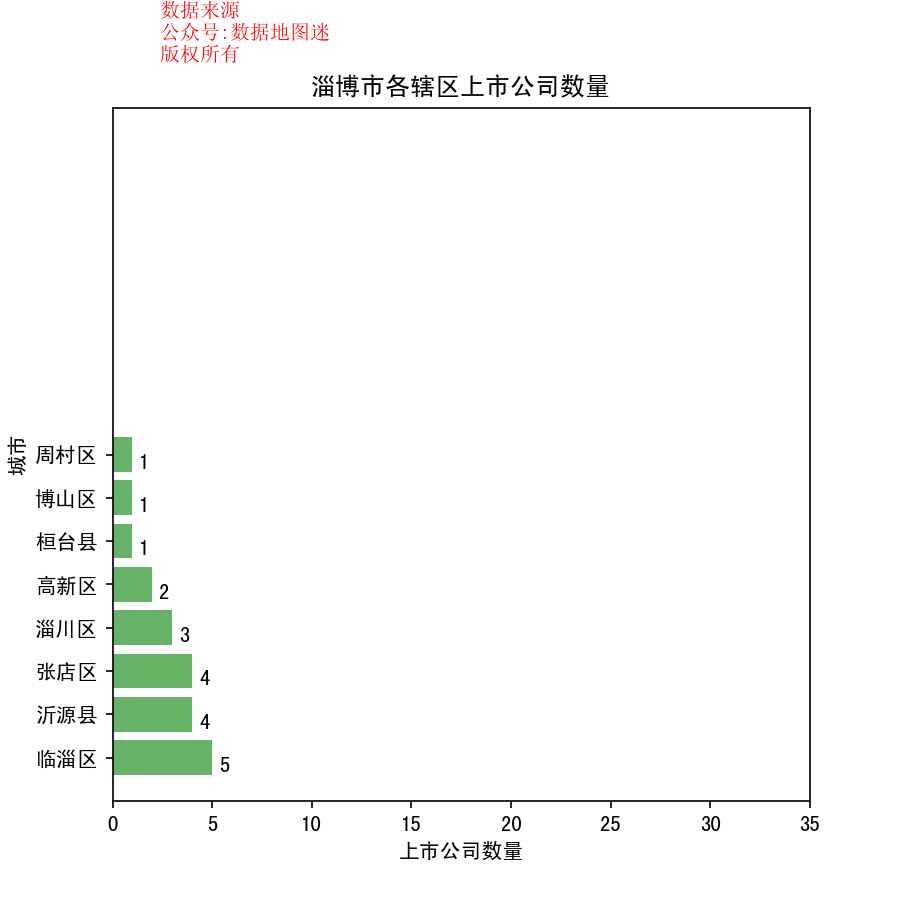 数据来源
公众号:数据地图迷
版权所有
淄博市各辖区上市公司数量
城市
周村区 1
博山区 1
桓台县 1
高新区 2
淄川区 3
张店区 4
沂源县 4
临淄区 5
0 5 10 15 20 25 30 35
上市公司数量